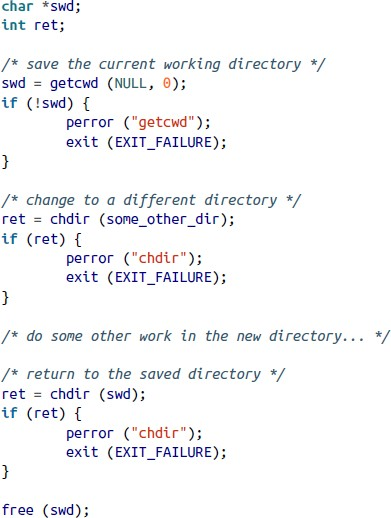 char *swd;
int ret;

/* save the current working directory */
swd = getcwd (NULL, 0);
if (!swd) {
        perror ("getcwd");
        exit (EXIT_FAILURE);
}

/* change to a different directory */
ret = chdir (some_other_dir);
if (ret) {
        perror ("chdir");
        exit (EXIT_FAILURE);
}

/* do some other work in the new directory... */

/* return to the saved directory */
ret = chdir (swd);
if (ret) {
        perror ("chdir");
        exit (EXIT_FAILURE);
}

free (swd);